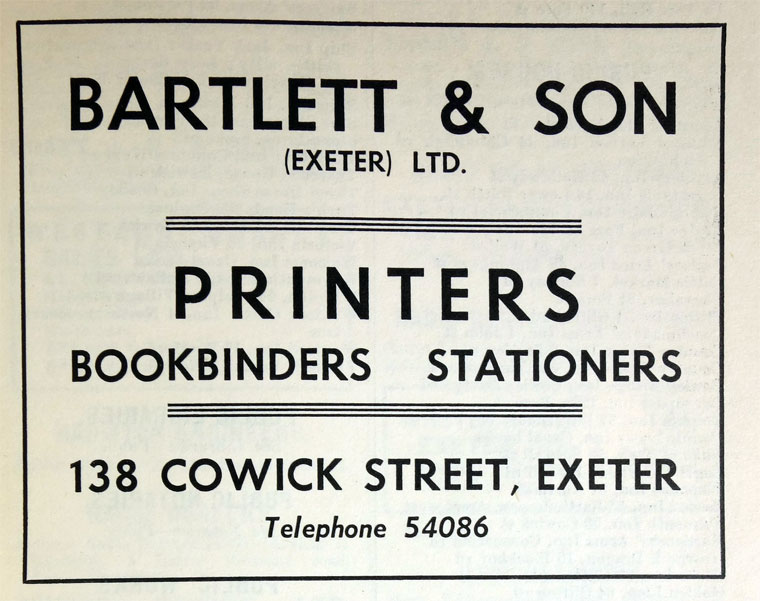 BARTLETT & SON
(EXETER) LTD.
PRINTERS
BOOKBINDERS STATIONERS
138 COWICK STREET, EXETER
Telephone 54086